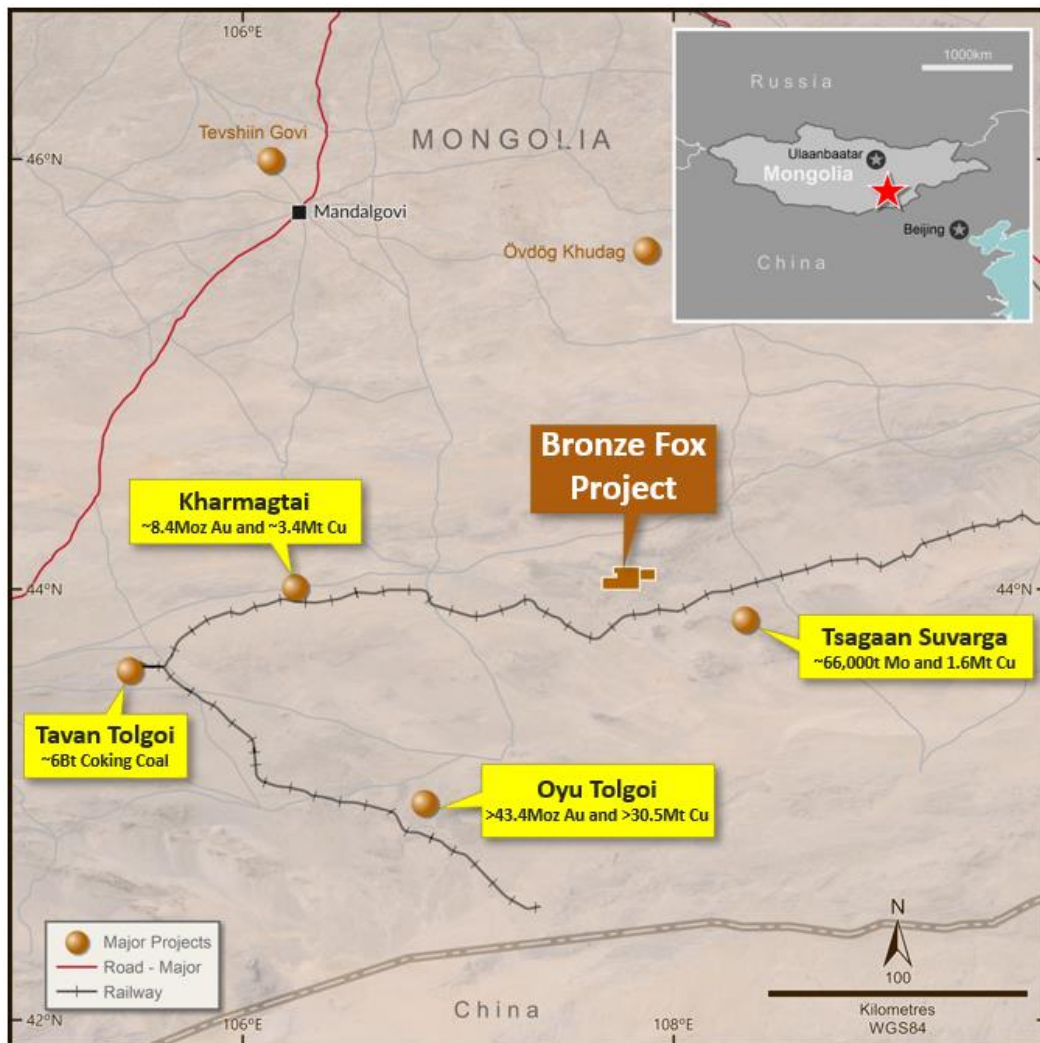 106°E
1000km
Russia
Tevshiin Govi
MONGOLIA
46°N
Ulaanbaatar
Mongolia
Mandalgovi
Beijing
Övdög Khudag
China
Bronze Fox
Project
Kharmagtai
~8.4Moz Au and ~3.4Mt Cu
44°N
44°N
Tsagaan Suvarga
~66,000t Mo and 1.6Mt Cu
Tavan Tolgoi
~6Bt Coking Coal
Oyu Tolgoi
>43.4Moz Au and >30.5Mt Cu
N
Major Projects
Road - Major
Railway
100
Kilometres
WGS84
China
42°N
106°E
108°E